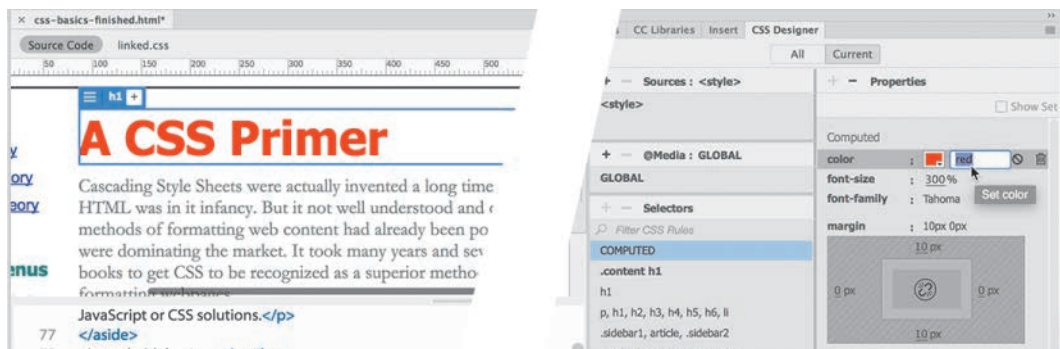 × css-basics-finished.html*
Source Code linked.css
50 100 150 200 250 300 350 400 450 500
h1 +
A CSS Primer
ory
eory
enus
Cascading Style Sheets were actually invented a long time
HTML was in it infancy. But it not well understood and
methods of formatting web content had already been po
were dominating the market. It took many years and sev
books to get CSS to be recognized as a superior metho
formatting webpages.
JavaScript or CSS solutions.</p>
77 </aside>
CC Libraries Insert CSS Designer
All Current
+ − Sources : <style>
<style>
+ − @Media : GLOBAL
GLOBAL
+ − Selectors
Filter CSS Rules
COMPUTED
.content h1
h1
p, h1, h2, h3, h4, h5, h6, li
.sidebar1, article, .sidebar2
+ − Properties
Show Set
Computed
color : red
font-size : 300 %
Set color
font-family : Tahoma
margin : 10px 0px
10 px
0 px 0 px
10 px